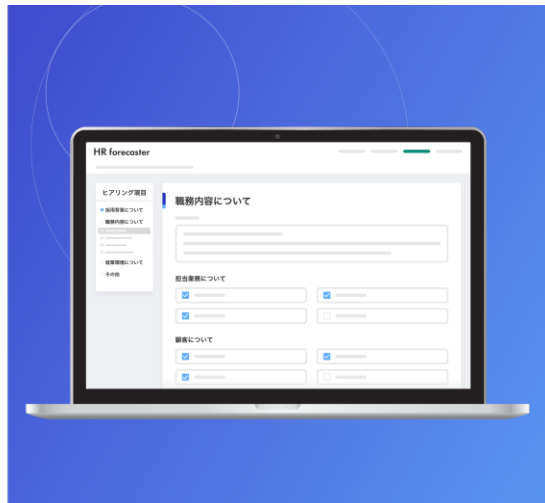 HR forecaster
ヒアリング項目
採用背景について
職務内容について
就業環境について
その他
職務内容について
担当業務について
顧客について